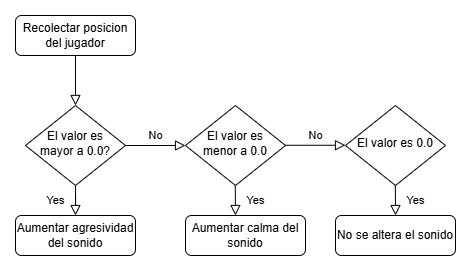 Recolectar posicion
del jugador
El valor es
mayor a 0.0?
No
El valor es
menor a 0.0
No
El valor es 0.0
Yes
Yes
Yes
Aumentar agresividad
del sonido
Aumentar calma del
sonido
No se altera el sonido